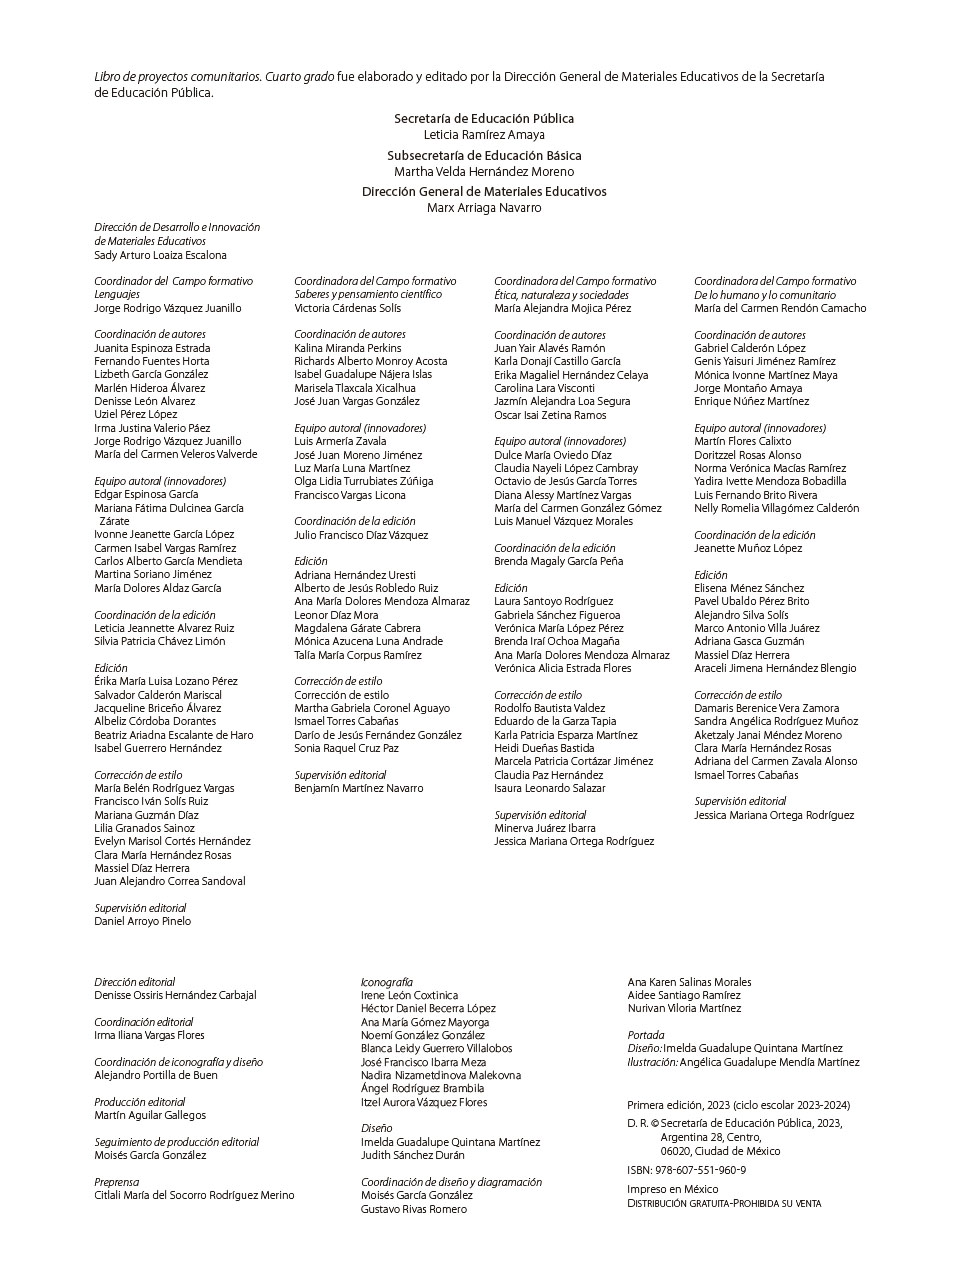 Libro de proyectos comunitarios. Cuarto grado fue elaborado y editado por la Dirección General de Materiales Educativos de la Secretaría
de Educación Pública.
Secretaría de Educación Pública
Leticia Ramírez Amaya
Subsecretaría de Educación Básica
Martha Velda Hernández Moreno
Dirección General de Materiales Educativos
Marx Arriaga Navarro
Dirección de Desarrollo e Innovación
de Materiales Educativos
Sady Arturo Loaiza Escalona
Coordinador del Campo formativo
Lenguajes
Jorge Rodrigo Vázquez Juanillo
Coordinación de autores
Juanita Espinoza Estrada
Fernando Fuentes Horta
Lizbeth García González
Marlén Hideroa Álvarez
Denisse León Alvarez
Uziel Pérez López
Irma Justina Valerio Páez
Jorge Rodrigo Vázquez Juanillo
María del Carmen Veleros Valverde
Equipo autoral (innovadores)
Edgar Espinosa García
Mariana Fátima Dulcinea García
Zárate
Ivonne Jeanette García López
Carmen Isabel Vargas Ramírez
Carlos Alberto García Mendieta
Martina Soriano Jiménez
María Dolores Aldaz García
Coordinación de la edición
Leticia Jeannette Alvarez Ruiz
Silvia Patricia Chávez Limón
Edición
Érika María Luisa Lozano Pérez
Salvador Calderón Mariscal
Jacqueline Briceño Álvarez
Albeliz Córdoba Dorantes
Beatriz Ariadna Escalante de Haro
Isabel Guerrero Hernández
Corrección de estilo
María Belén Rodríguez Vargas
Francisco Iván Solís Ruiz
Mariana Guzmán Díaz
Lilia Granados Sainoz
Evelyn Marisol Cortés Hernández
Clara María Hernández Rosas
Massiel Díaz Herrera
Juan Alejandro Correa Sandoval
Supervisión editorial
Daniel Arroyo Pinelo
Coordinadora del Campo formativo
Saberes y pensamiento científico
Victoria Cárdenas Solís
Coordinación de autores
Kalina Miranda Perkins
Richards Alberto Monroy Acosta
Isabel Guadalupe Nájera Islas
Marisela Tlaxcala Xicalhua
José Juan Vargas González
Equipo autoral (innovadores)
Luis Armería Zavala
José Juan Moreno Jiménez
Luz María Luna Martínez
Olga Lidia Turrubiates Zúñiga
Francisco Vargas Licona
Coordinación de la edición
Julio Francisco Díaz Vázquez
Edición
Adriana Hernández Uresti
Alberto de Jesús Robledo Ruiz
Ana María Dolores Mendoza Almaraz
Leonor Díaz Mora
Magdalena Gárate Cabrera
Mónica Azucena Luna Andrade
Talía María Corpus Ramírez
Corrección de estilo
Corrección de estilo
Martha Gabriela Coronel Aguayo
Ismael Torres Cabañas
Darío de Jesús Fernández González
Sonia Raquel Cruz Paz
Supervisión editorial
Benjamín Martínez Navarro
Coordinadora del Campo formativo
Ética, naturaleza y sociedades
María Alejandra Mojica Pérez
Coordinación de autores
Juan Yair Alavés Ramón
Karla Donají Castillo García
Erika Magaliel Hernández Celaya
Carolina Lara Visconti
Jazmín Alejandra Loa Segura
Oscar Isai Zetina Ramos
Equipo autoral (innovadores)
Dulce María Oviedo Díaz
Claudia Nayeli López Cambray
Octavio de Jesús García Torres
Diana Alessy Martínez Vargas
María del Carmen González Gómez
Luis Manuel Vázquez Morales
Coordinación de la edición
Brenda Magaly García Peña
Edición
Laura Santoyo Rodríguez
Gabriela Sánchez Figueroa
Verónica María López Pérez
Brenda Iraí Ochoa Magaña
Ana María Dolores Mendoza Almaraz
Verónica Alicia Estrada Flores
Corrección de estilo
Rodolfo Bautista Valdez
Eduardo de la Garza Tapia
Karla Patricia Esparza Martínez
Heidi Dueñas Bastida
Marcela Patricia Cortázar Jiménez
Claudia Paz Hernández
Isaura Leonardo Salazar
Supervisión editorial
Minerva Juárez Ibarra
Jessica Mariana Ortega Rodríguez
Coordinadora del Campo formativo
De lo humano y lo comunitario
María del Carmen Rendón Camacho
Coordinación de autores
Gabriel Calderón López
Genis Yaisuri Jiménez Ramírez
Mónica Ivonne Martínez Maya
Jorge Montaño Amaya
Enrique Núñez Martínez
Equipo autoral (innovadores)
Martín Flores Calixto
Doritzzel Rosas Alonso
Norma Verónica Macías Ramírez
Yadira Ivette Mendoza Bobadilla
Luis Fernando Brito Rivera
Nelly Romelia Villagómez Calderón
Coordinación de la edición
Jeanette Muñoz López
Edición
Elisena Ménez Sánchez
Pavel Ubaldo Pérez Brito
Alejandro Silva Solís
Marco Antonio Villa Juárez
Adriana Gasca Guzmán
Massiel Díaz Herrera
Araceli Jimena Hernández Blengio
Corrección de estilo
Damaris Berenice Vera Zamora
Sandra Angélica Rodríguez Muñoz
Aketzaly Janai Méndez Moreno
Clara María Hernández Rosas
Adriana del Carmen Zavala Alonso
Ismael Torres Cabañas
Supervisión editorial
Jessica Mariana Ortega Rodríguez
Dirección editorial
Denisse Ossiris Hernández Carbajal
Coordinación editorial
Irma Iliana Vargas Flores
Coordinación de iconografía y diseño
Alejandro Portilla de Buen
Producción editorial
Martín Aguilar Gallegos
Seguimiento de producción editorial
Moisés García González
Preprensa
Citlali María del Socorro Rodríguez Merino
Iconografía
Irene León Coxtinica
Héctor Daniel Becerra López
Ana María Gómez Mayorga
Noemí González González
Blanca Leidy Guerrero Villalobos
José Francisco Ibarra Meza
Nadira Nizametdinova Malekovna
Ángel Rodríguez Brambila
Itzel Aurora Vázquez Flores
Diseño
Imelda Guadalupe Quintana Martínez
Judith Sánchez Durán
Coordinación de diseño y diagramación
Moisés García González
Gustavo Rivas Romero
Ana Karen Salinas Morales
Aidee Santiago Ramírez
Nurivan Viloria Martínez
Portada
Diseño: Imelda Guadalupe Quintana Martínez
Ilustración: Angélica Guadalupe Mendía Martínez
Primera edición, 2023 (ciclo escolar 2023-2024)
D. R. © Secretaría de Educación Pública, 2023,
Argentina 28, Centro,
06020, Ciudad de México
ISBN: 978-607-551-960-9
Impreso en México
DISTRIBUCIÓN GRATUITA-PROHIBIDA SU VENTA